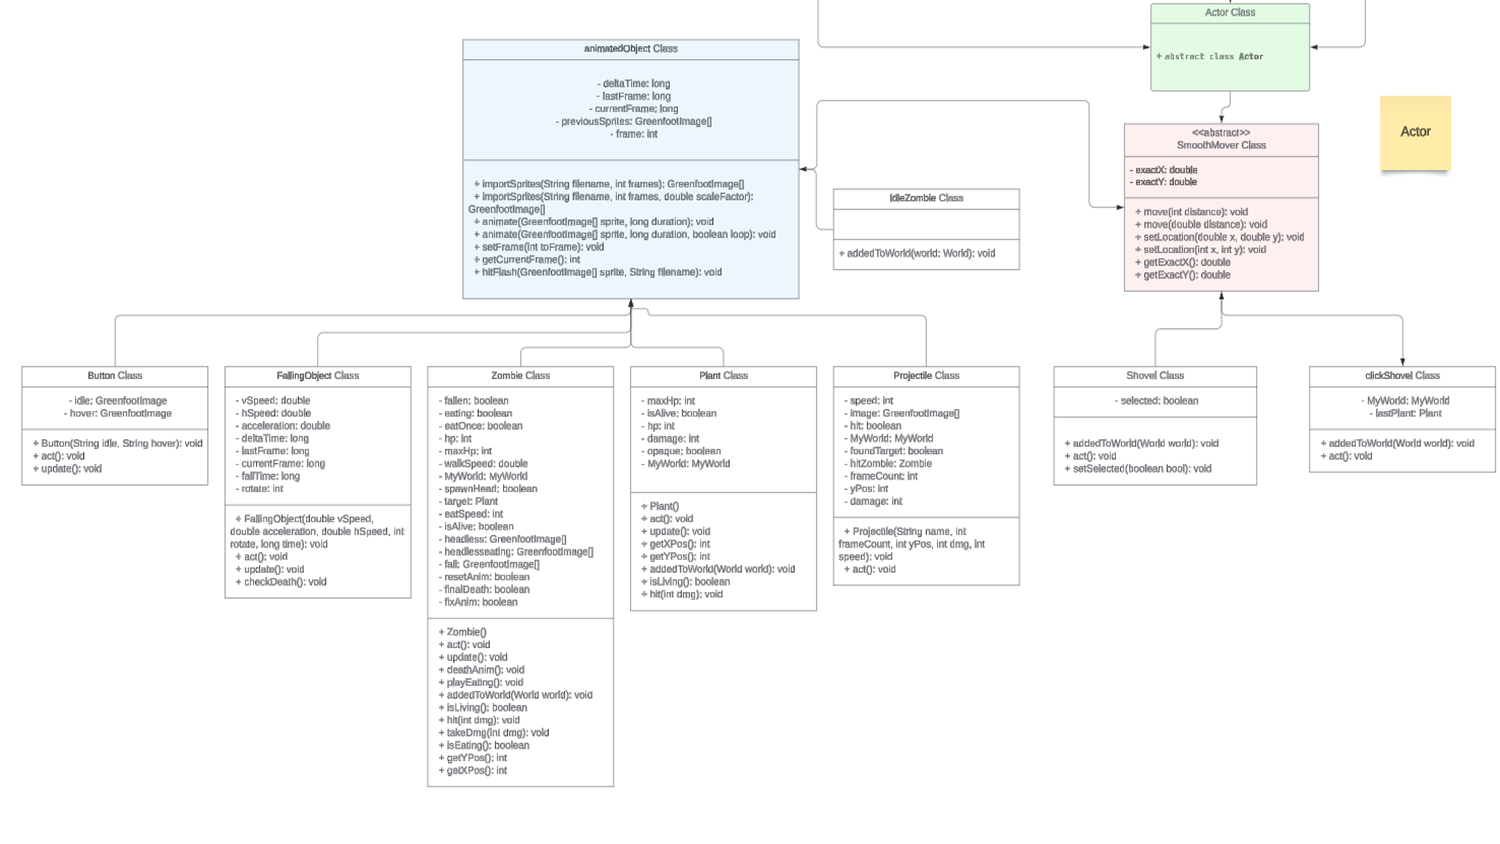 Actor Class
+ abstract class Actor
animatedObject Class
- deltaTime: long
- lastFrame: long
- currentFrame: long
- previousSprites: GreenfootImage[]
- frame: int
+ importSprites(String filename, int frames): GreenfootImage[]
+ importSprites(String filename, int frames, double scaleFactor):
GreenfootImage[]
+ animate(GreenfootImage[] sprite, long duration): void
+ animate(GreenfootImage[] sprite, long duration, boolean loop): void
+ setFrame(int toFrame): void
+ getCurrentFrame(): int
+ hitFlash(GreenfootImage[] sprite, String filename): void
<<abstract>>
SmoothMover Class
- exactX: double
- exactY: double
+ move(int distance): void
+ move(double distance): void
+ setLocation(double x, double y): void
+ setLocation(int x, int y): void
+ getExactX(): double
+ getExactY(): double
Actor
IdleZombie Class
+ addedToWorld(world: World): void
Button Class
- idle: GreenfootImage
- hover: GreenfootImage
+ Button(String idle, String hover): void
+ act(): void
+ update(): void
FallingObject Class
- vSpeed: double
- hSpeed: double
- acceleration: double
- deltaTime: long
- lastFrame: long
- currentFrame: long
- fallTime: long
- rotate: int
+ FallingObject(double vSpeed,
double acceleration, double hSpeed, int
rotate, long time): void
+ act(): void
+ update(): void
+ checkDeath(): void
Zombie Class
- fallen: boolean
- eating: boolean
- eatOnce: boolean
- hp: int
- maxHp: int
- walkSpeed: double
- MyWorld: MyWorld
- spawnHead: boolean
- target: Plant
- eatSpeed: int
- isAlive: boolean
- headless: GreenfootImage[]
- headlesseating: GreenfootImage[]
- fall: GreenfootImage[]
- resetAnim: boolean
- finalDeath: boolean
- fixAnim: boolean
+ Zombie()
+ act(): void
+ update(): void
+ deathAnim(): void
+ playEating(): void
+ addedToWorld(World world): void
+ isLiving(): boolean
+ hit(int dmg): void
+ takeDmg(int dmg): void
+ isEating(): boolean
+ getYPos(): int
+ getXPos(): int
Plant Class
- maxHp: int
- isAlive: boolean
- hp: int
- damage: int
- opaque: boolean
- MyWorld: MyWorld
+ Plant()
+ act(): void
+ update(): void
+ getXPos(): int
+ getYPos(): int
+ addedToWorld(World world): void
+ isLiving(): boolean
+ hit(int dmg): void
Projectile Class
- speed: int
- image: GreenfootImage[]
- hit: boolean
- MyWorld: MyWorld
- foundTarget: boolean
- hitZombie: Zombie
- frameCount: int
- yPos: int
- damage: int
+ Projectile(String name, int
frameCount, int yPos, int dmg, int
speed): void
+ act(): void
Shovel Class
- selected: boolean
+ addedToWorld(World world): void
+ act(): void
+ setSelected(boolean bool): void
clickShovel Class
- MyWorld: MyWorld
- lastPlant: Plant
+ addedToWorld(World world): void
+ act(): void